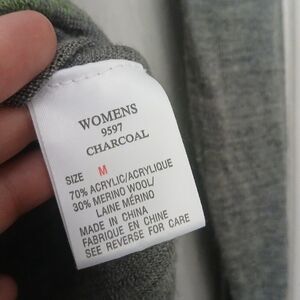 WOMENS
9597
CHARCOAL
SIZE M
70% ACRYLIC/ACRYLIQUE
30% MERINO WOOL/
LAINE MÉRINO
MADE IN CHINA
FABRIQUE EN CHINE
SEE REVERSE FOR CARE